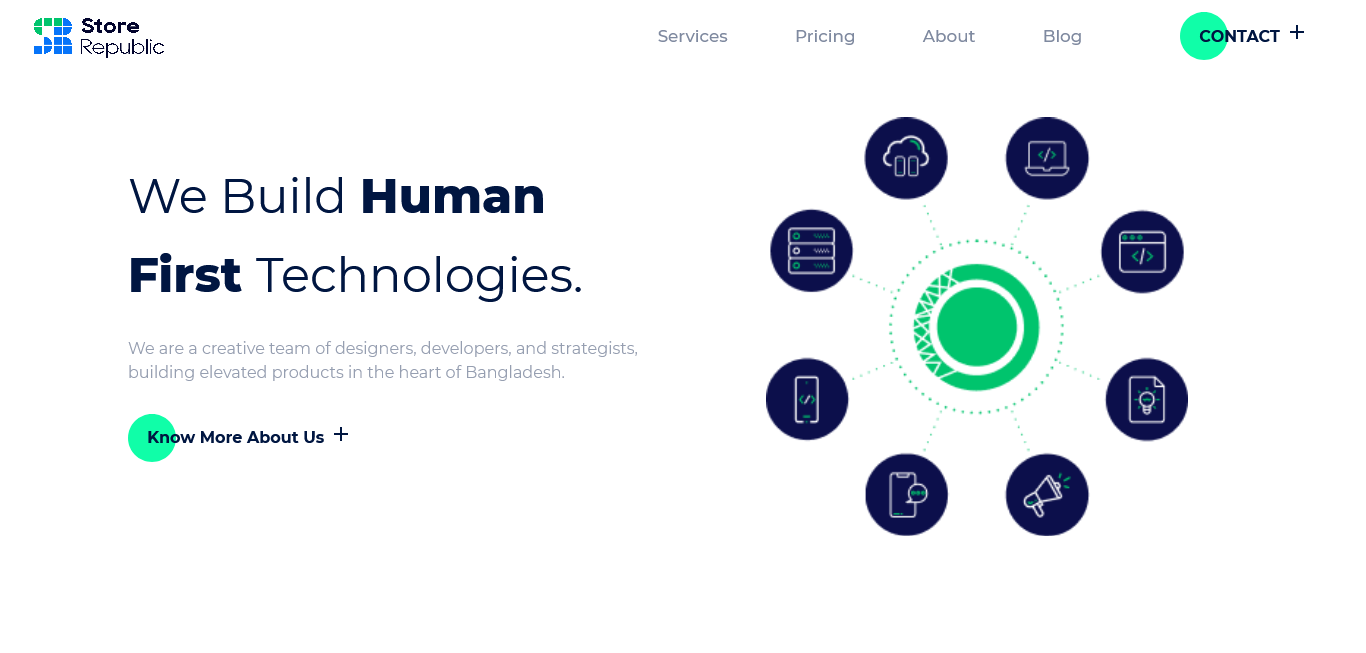 Store
Republic
Services
Pricing
About
Blog
CONTACT +
We Build Human
First Technologies.
We are a creative team of designers, developers, and strategists,
building elevated products in the heart of Bangladesh.
Know More About Us +